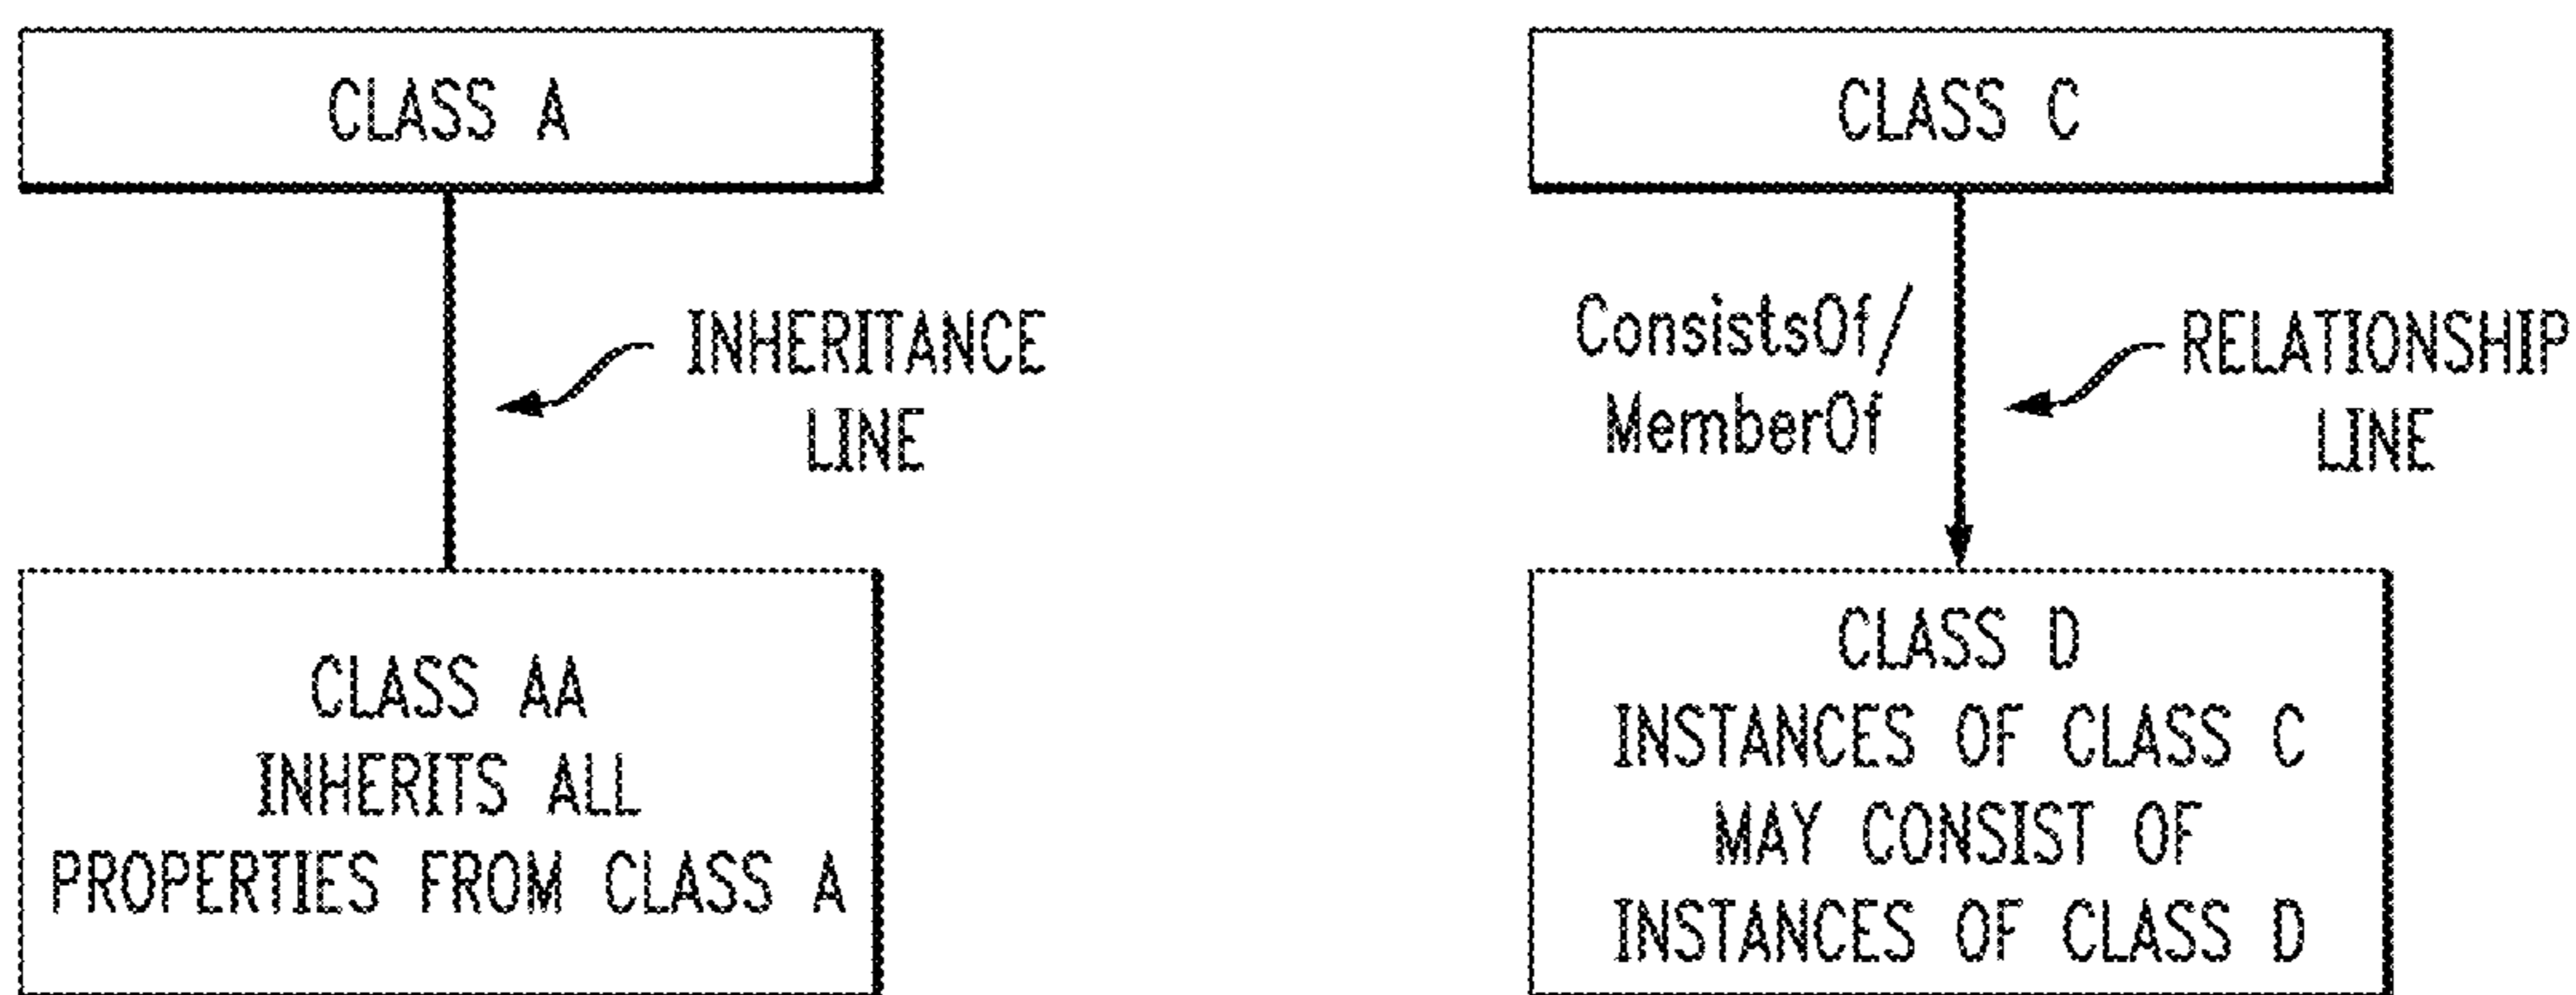 CLASS A
INHERITANCE
LINE
CLASS AA
INHERITS ALL
PROPERTIES FROM CLASS A
CLASS C
ConsistsOf/
MemberOf
RELATIONSHIP
LINE
CLASS D
INSTANCES OF CLASS C
MAY CONSIST OF
INSTANCES OF CLASS D